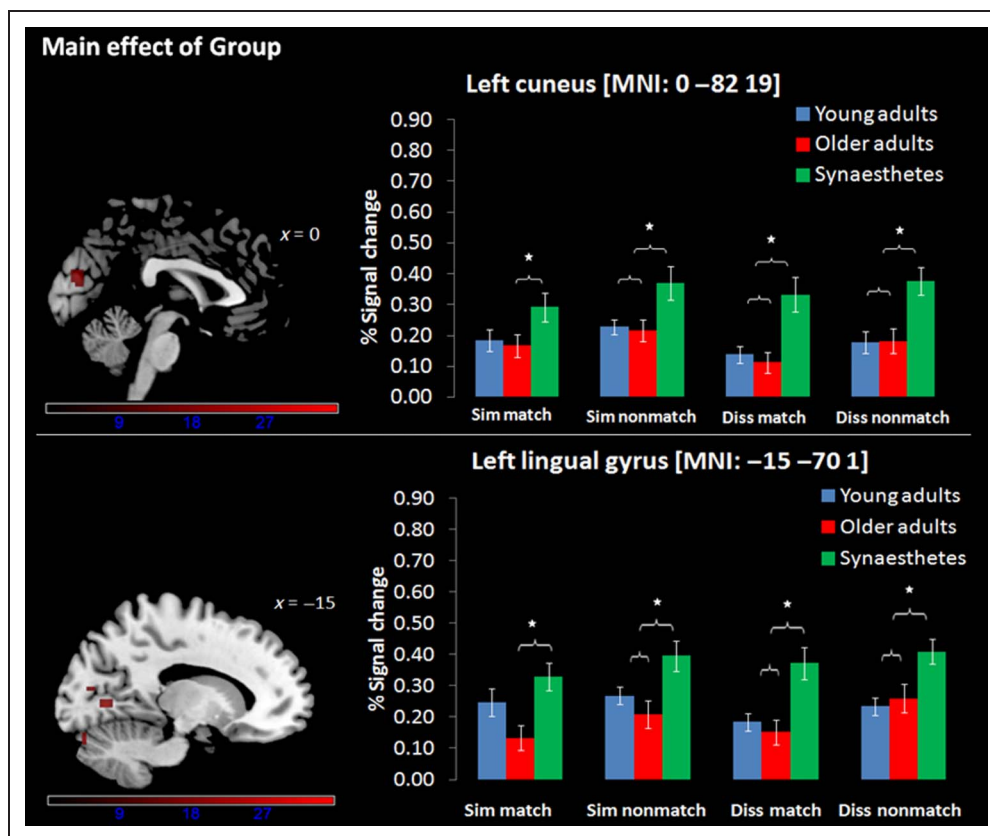 Main effect of Group
Left cuneus [MNI: 0 –82 19]
Young adults
Older adults
Synaesthetes
% Signal change
0.90
0.80
0.70
0.60
0.50
0.40
0.30
0.20
0.10
0.00
x = 0
Sim match Sim nonmatch Diss match Diss nonmatch
9 18 27
Left lingual gyrus [MNI: –15 –70 1]
Young adults
Older adults
Synaesthetes
% Signal change
0.90
0.80
0.70
0.60
0.50
0.40
0.30
0.20
0.10
0.00
x = –15
Sim match Sim nonmatch Diss match Diss nonmatch
9 18 27